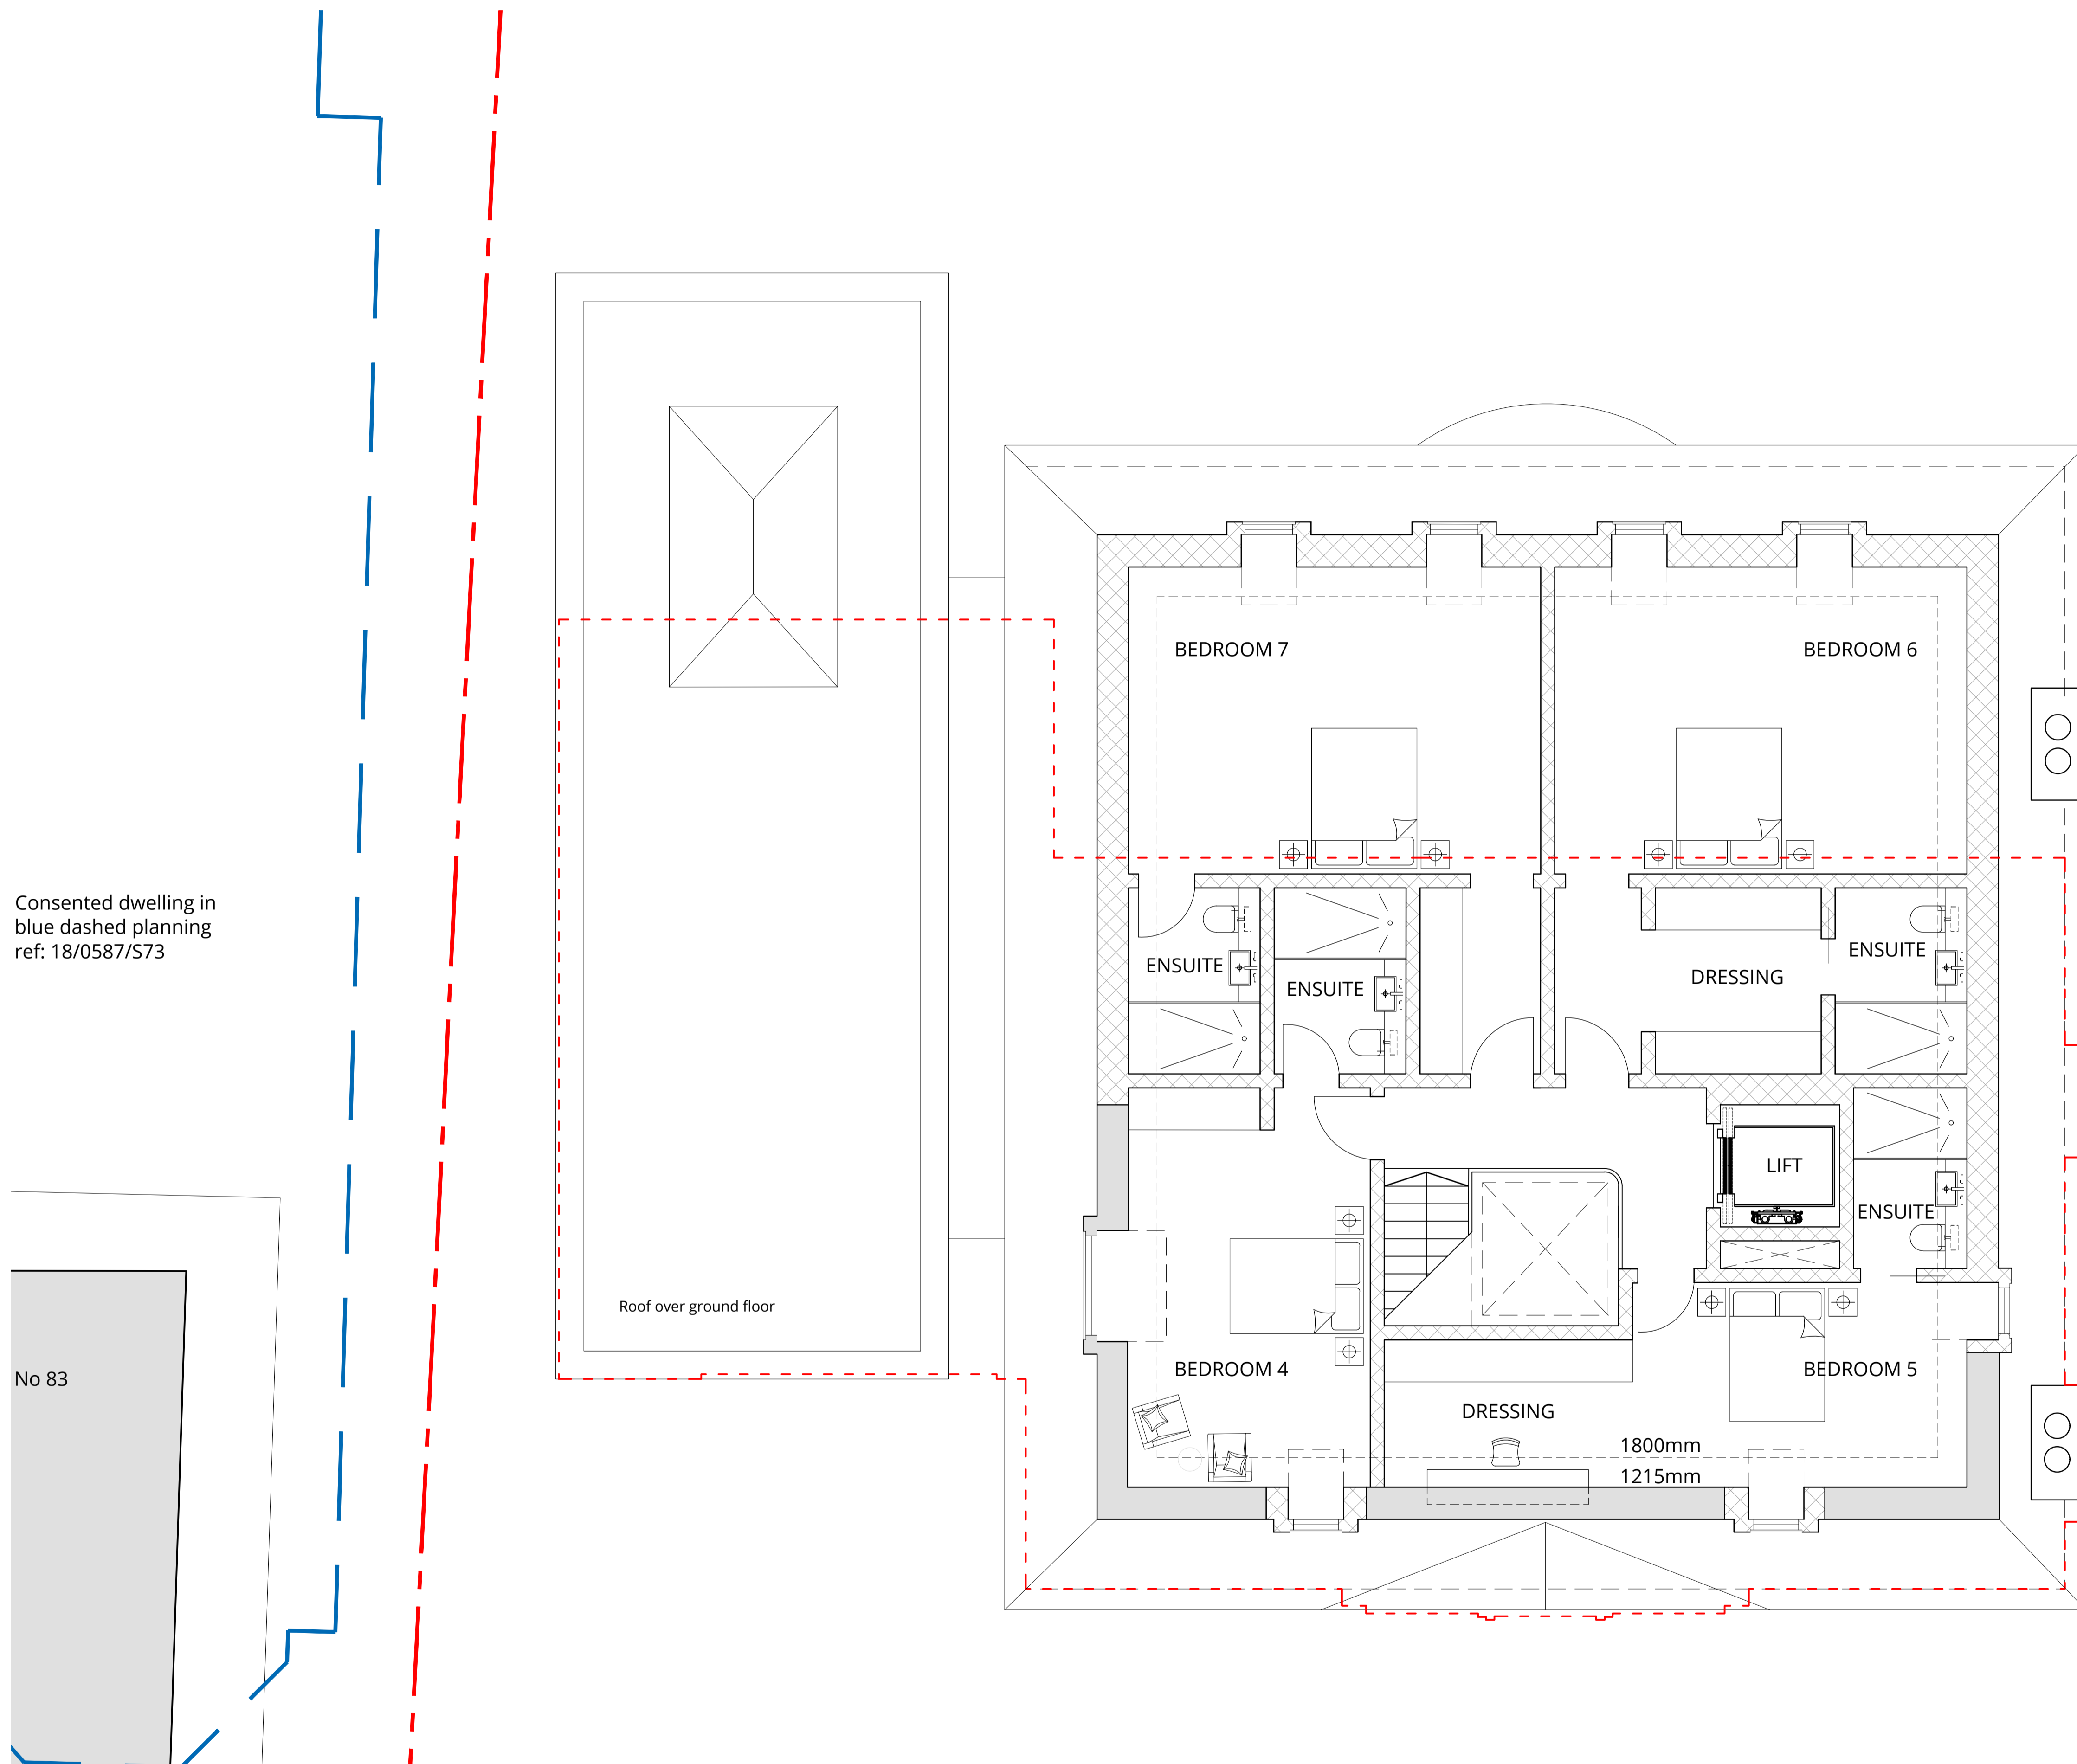 BEDROOM 7
BEDROOM 6
Consented dwelling in
blue dashed planning
ref: 18/0587/S73
ENSUITE
ENSUITE
DRESSING
ENSUITE
LIFT
ENSUITE
Roof over ground floor
No 83
BEDROOM 4
BEDROOM 5
DRESSING
1800mm
1215mm